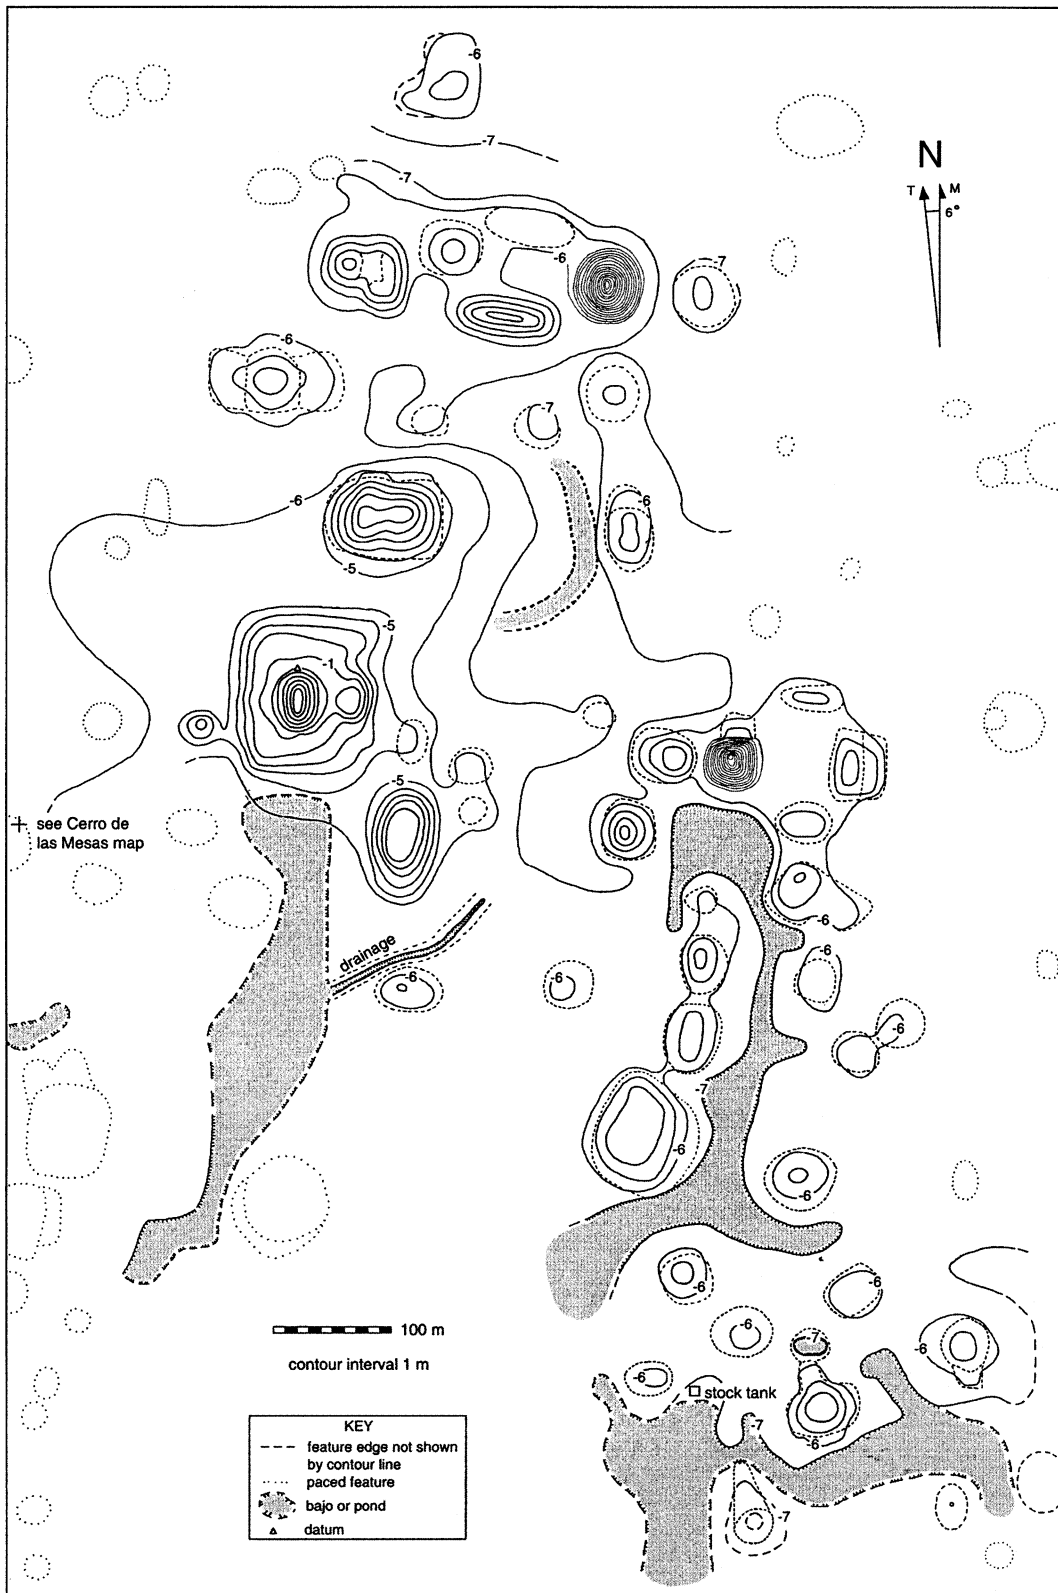 -6
-7
-7
N
T M
6°
-6
-7
-6
-7
-6
-6
-5
-5
-1
-5
see Cerro de
las Mesas map
-6
drainage
-6
-6
-6
-6
-7
-6
-6
-6
-6
-6
-7
-6
100 m
contour interval 1 m
-6
stock tank
-7
-6
KEY
feature edge not shown
by contour line
paced feature
bajo or pond
datum
-7